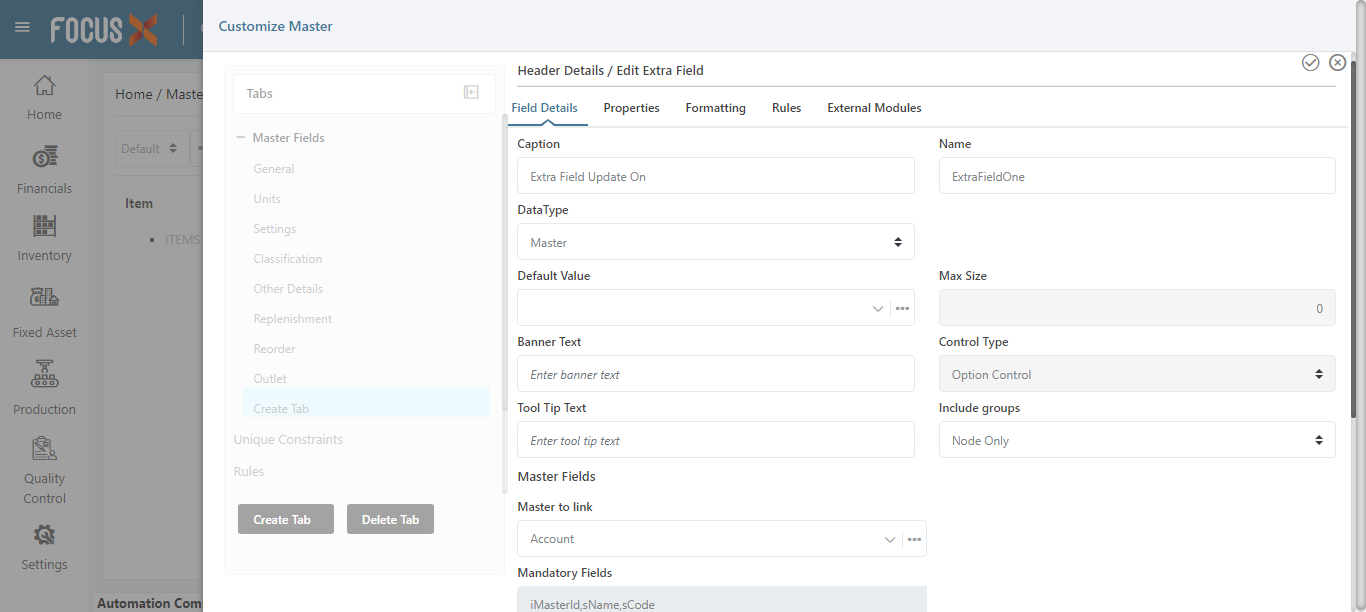 FOCUS X
Customize Master
Home
Financials
Inventory
Fixed Asset
Production
Quality
Control
Settings
Home / Maste
Default
Item
ITEMS
Automation Com
Tabs
Master Fields
General
Units
Settings
Classification
Other Details
Replenishment
Reorder
Outlet
Create Tab
Unique Constraints
Rules
Create Tab
Delete Tab
Header Details / Edit Extra Field
Field Details
Properties
Formatting
Rules
External Modules
Caption
Name
Extra Field Update On
ExtraFieldOne
DataType
Master
Default Value
Max Size
0
Banner Text
Control Type
Enter banner text
Option Control
Tool Tip Text
Include groups
Enter tool tip text
Node Only
Master Fields
Master to link
Account
Mandatory Fields
iMasterId,sName,sCode